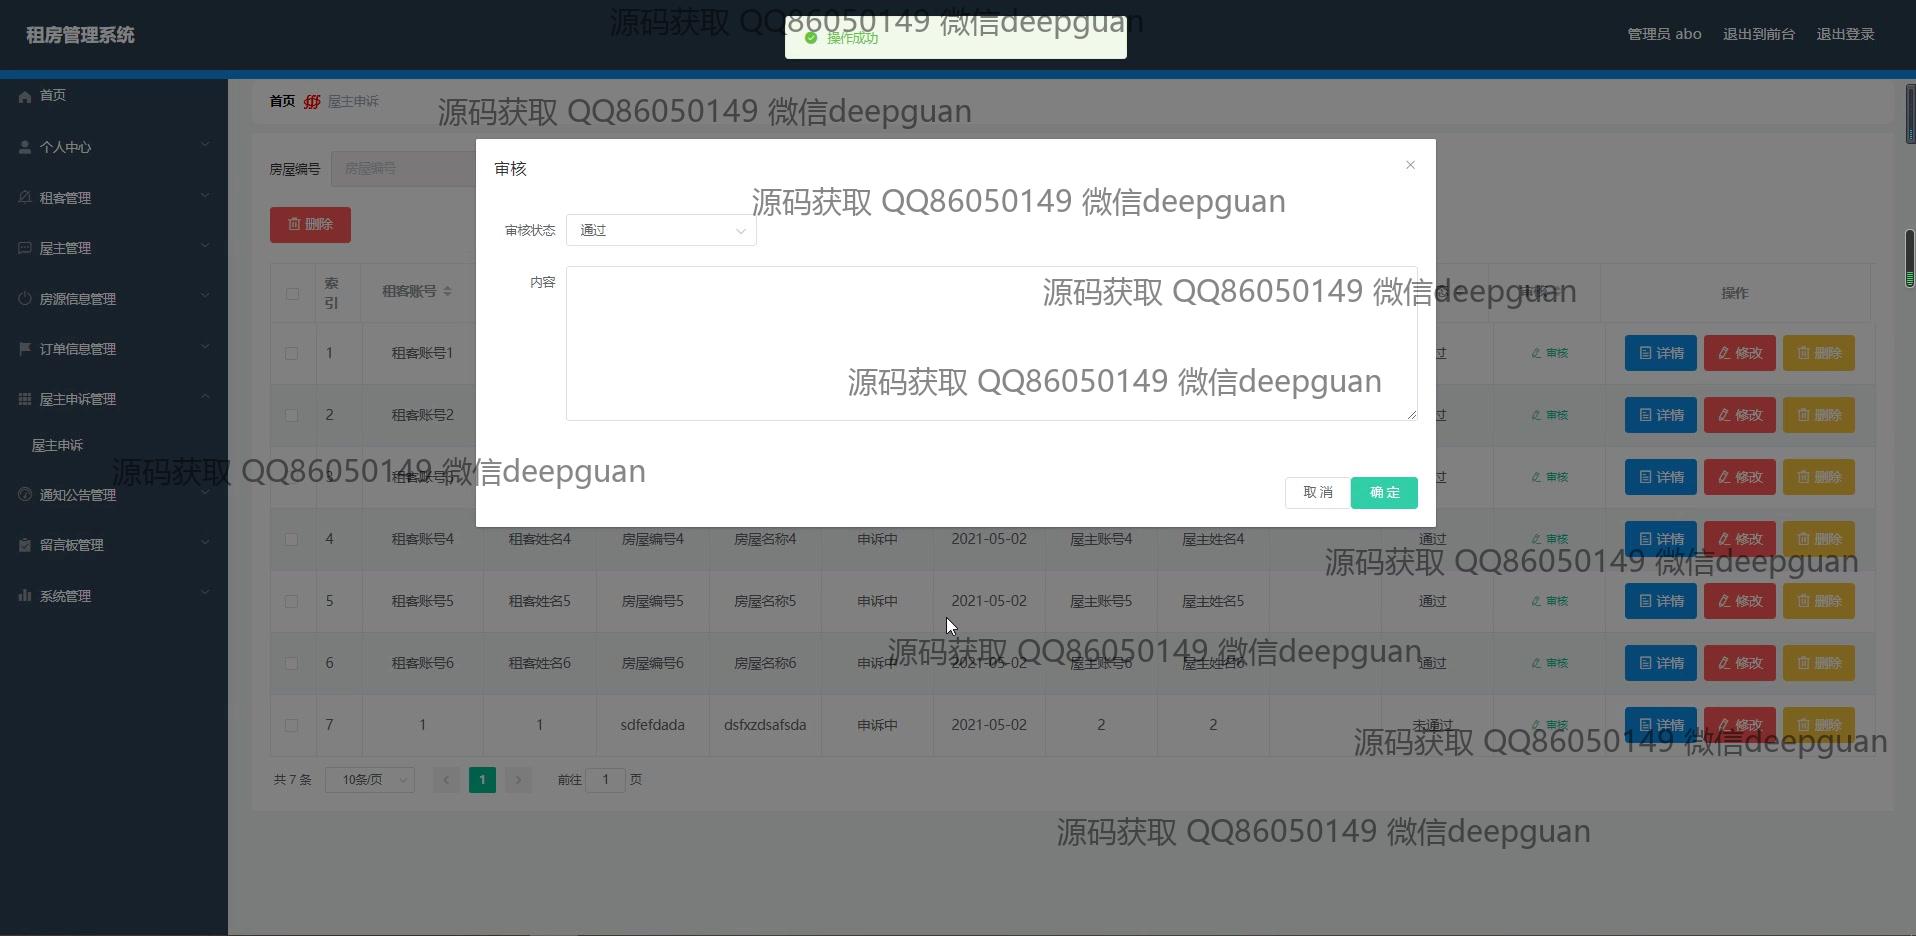 租房管理系统
源码获取 QQ86050149 微信deepguan
操作成功
管理员 abo 退出到前台 退出登录
首页
个人中心
租客管理
屋主管理
房源信息管理
订单信息管理
屋主申诉管理
屋主申诉
通知公告管理
留言板管理
系统管理
首页 屋主申诉
源码获取 QQ86050149 微信deepguan
房屋编号 房屋编号
删除
审核
源码获取 QQ86050149 微信deepguan
审核状态 通过
内容
源码获取 QQ86050149 微信deepguan
源码获取 QQ86050149 微信deepguan
取消 确定
索引 租客账号 审核 操作
1 租客账号1 过 审核 详情 修改 删除
2 租客账号2 过 审核 详情 修改 删除
源码获取 QQ86050149 微信deepguan
3 租客账号3 过 审核 详情 修改 删除
4 租客账号4 租客姓名4 房屋编号4 房屋名称4 申诉中 2021-05-02 屋主账号4 屋主姓名4 通过 审核 详情 修改 删除
源码获取 QQ86050149 微信deepguan
5 租客账号5 租客姓名5 房屋编号5 房屋名称5 申诉中 2021-05-02 屋主账号5 屋主姓名5 通过 审核 详情 修改 删除
源码获取 QQ86050149 微信deepguan
6 租客账号6 租客姓名6 房屋编号6 房屋名称6 申诉中 2021-05-02 屋主账号6 屋主姓名6 通过 审核 详情 修改 删除
7 1 1 sdfefdada dsfxzdsafsda 申诉中 2021-05-02 2 2 未通过 审核 详情 修改 删除
源码获取 QQ86050149 微信deepguan
共 7 条 10条/页 1 前往 1 页
源码获取 QQ86050149 微信deepguan